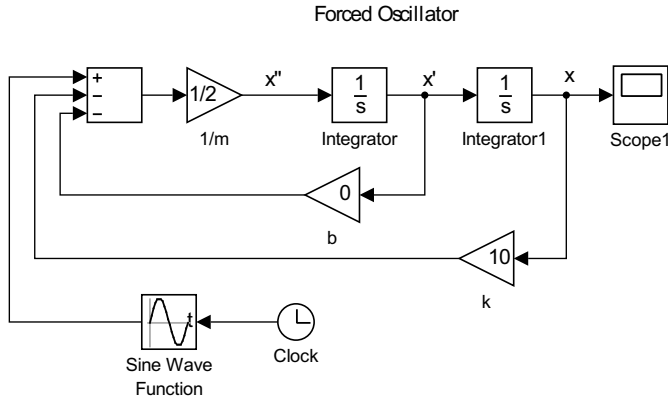 Forced Oscillator
+
−
−
1/2
1/m
x''
1
s
Integrator
x'
1
s
Integrator1
x
Scope1
0
b
10
k
t
Sine Wave
Function
Clock